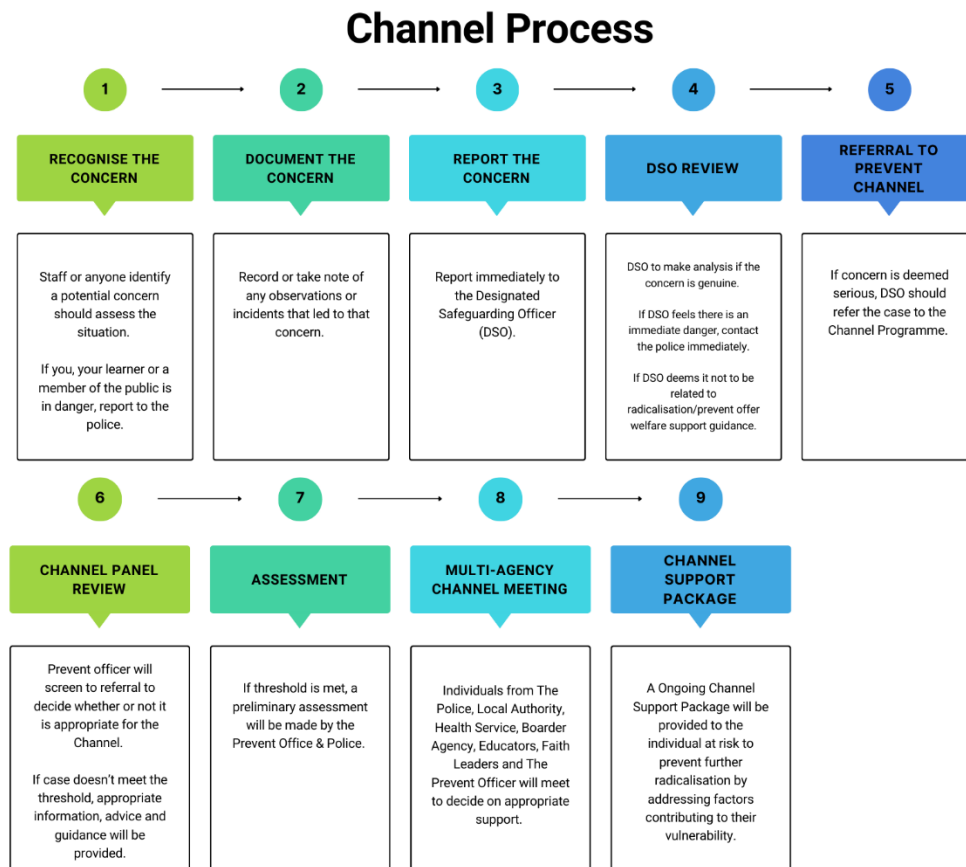 Channel Process
1
2
3
4
5
RECOGNISE THE
CONCERN
DOCUMENT THE
CONCERN
REPORT THE
CONCERN
DSO REVIEW
REFERRAL TO
PREVENT
CHANNEL
Staff or anyone identify
a potential concern
should assess the
situation.
If you, your learner or a
member of the public is
in danger, report to the
police.
Record or take note of
any observations or
incidents that led to that
concern.
Report immediately to
the Designated
Safeguarding Officer
(DSO).
DSO to make analysis if the
concern is genuine.
If DSO feels there is an
immediate danger, contact
the police immediately.
If DSO deems it not to be
related to
radicalisation/prevent offer
welfare support guidance.
If concern is deemed
serious, DSO should
refer the case to the
Channel Programme.
6
7
8
9
CHANNEL PANEL
REVIEW
ASSESSMENT
MULTI-AGENCY
CHANNEL MEETING
CHANNEL
SUPPORT
PACKAGE
Prevent officer will
screen to referral to
decide whether or not it
is appropriate for the
Channel.
If case doesn't meet the
threshold, appropriate
information, advice and
guidance will be
provided.
If threshold is met, a
preliminary assessment
will be made by the
Prevent Office & Police.
Individuals from The
Police, Local Authority,
Health Service, Boarder
Agency, Educators, Faith
Leaders and The
Prevent Officer will meet
to decide on appropriate
support.
A Ongoing Channel
Support Package will be
provided to the
individual at risk to
prevent further
radicalisation by
addressing factors
contributing to their
vulnerability.